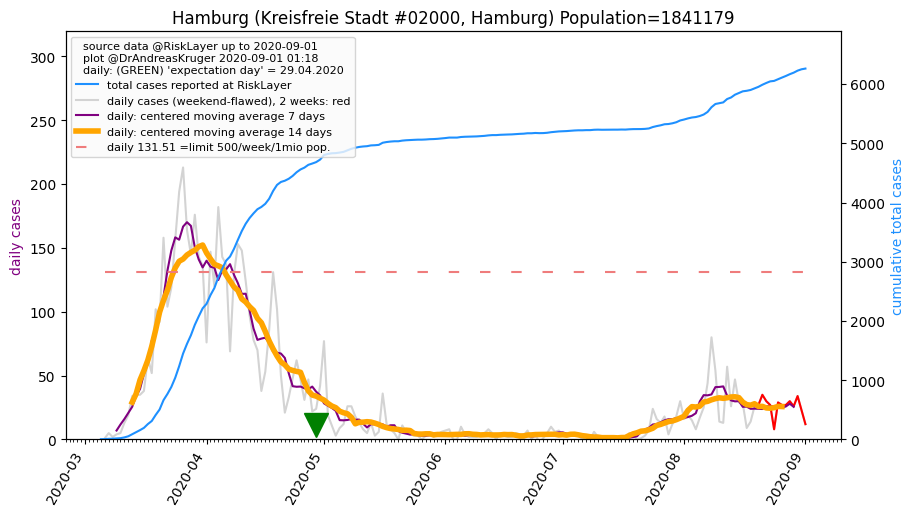 Hamburg (Kreisfreie Stadt #02000, Hamburg) Population=1841179
source data @RiskLayer up to 2020-09-01
plot @DrAndreasKruger 2020-09-01 01:18
daily: (GREEN) 'expectation day' = 29.04.2020
total cases reported at RiskLayer
daily cases (weekend-flawed), 2 weeks: red
daily: centered moving average 7 days
daily: centered moving average 14 days
daily 131.51 =limit 500/week/1mio pop.
daily cases
300
250
200
150
100
50
0
cumulative total cases
6000
5000
4000
3000
2000
1000
0
2020-03
2020-04
2020-05
2020-06
2020-07
2020-08
2020-09